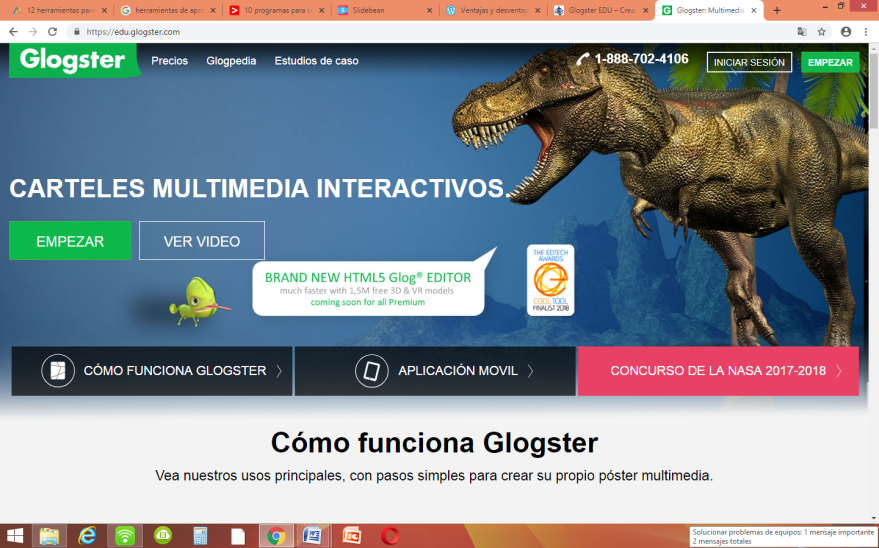 12 herramientas para
herramientas de apre
10 programas para c
Slidebean
Ventajas y desventaj
Glogster EDU – Crea
Glogster: Multimedia
https://edu.glogster.com
Glogster
Precios
Glogpedia
Estudios de caso
1-888-702-4106
INICIAR SESIÓN
EMPEZAR
CARTELES MULTIMEDIA INTERACTIVOS.
EMPEZAR
VER VIDEO
BRAND NEW HTML5 Glog® EDITOR
much faster with 1,5M free 3D & VR models
coming soon for all Premium
THE EDTECH
AWARDS
COOL TOOL
FINALIST 2018
CÓMO FUNCIONA GLOGSTER
APLICACIÓN MOVIL
CONCURSO DE LA NASA 2017-2018
Cómo funciona Glogster
Vea nuestros usos principales, con pasos simples para crear su propio póster multimedia.
Solucionar problemas de equipos: 1 mensaje importante
2 mensajes totales